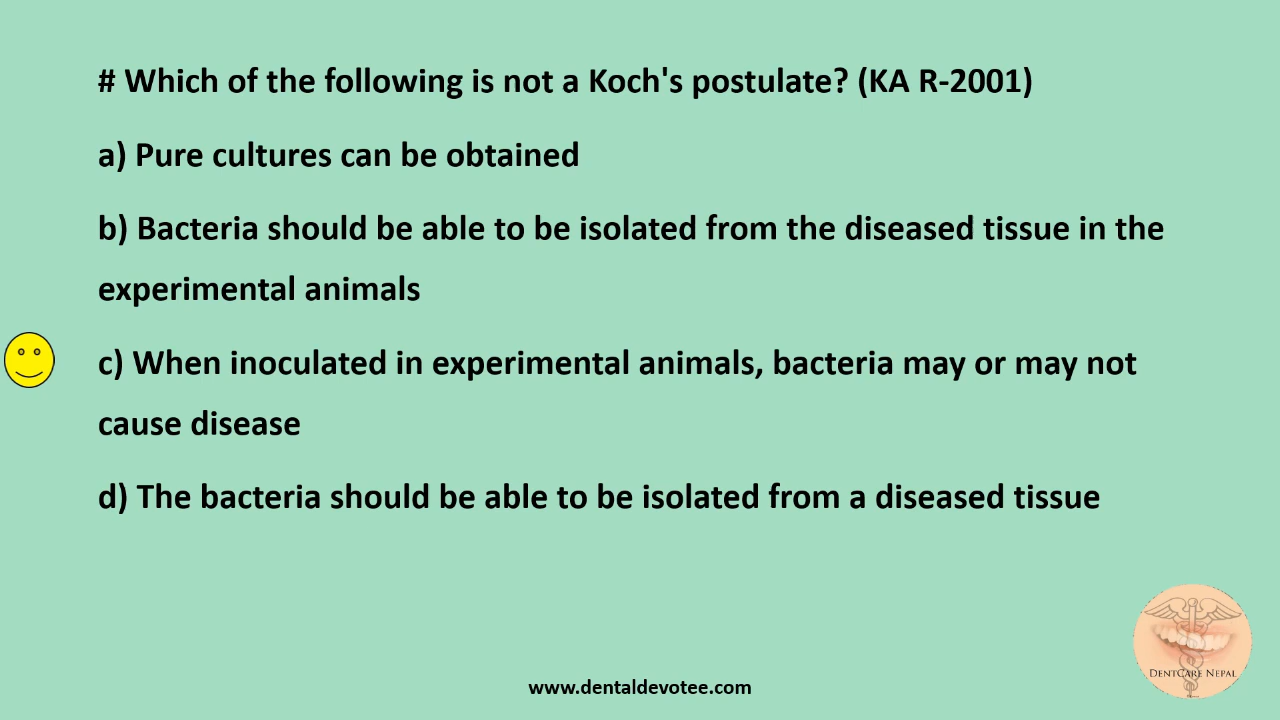 # Which of the following is not a Koch's postulate? (KA R-2001)
a) Pure cultures can be obtained
b) Bacteria should be able to be isolated from the diseased tissue in the
experimental animals
c) When inoculated in experimental animals, bacteria may or may not
cause disease
d) The bacteria should be able to be isolated from a diseased tissue
DENTCARE NEPAL
www.dentaldevotee.com